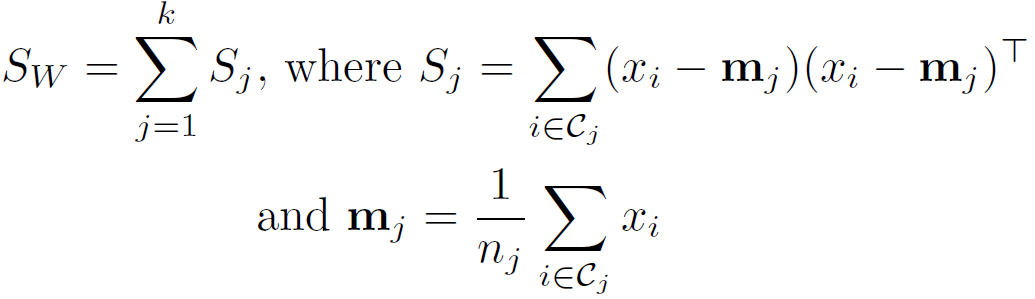 $S_W = \sum_{j=1}^{k} S_j$, where $S_j = \sum_{i \in \mathcal{C}_j} (x_i - \mathbf{m}_j)(x_i - \mathbf{m}_j)^\top$
and $\mathbf{m}_j = \frac{1}{n_j} \sum_{i \in \mathcal{C}_j} x_i$